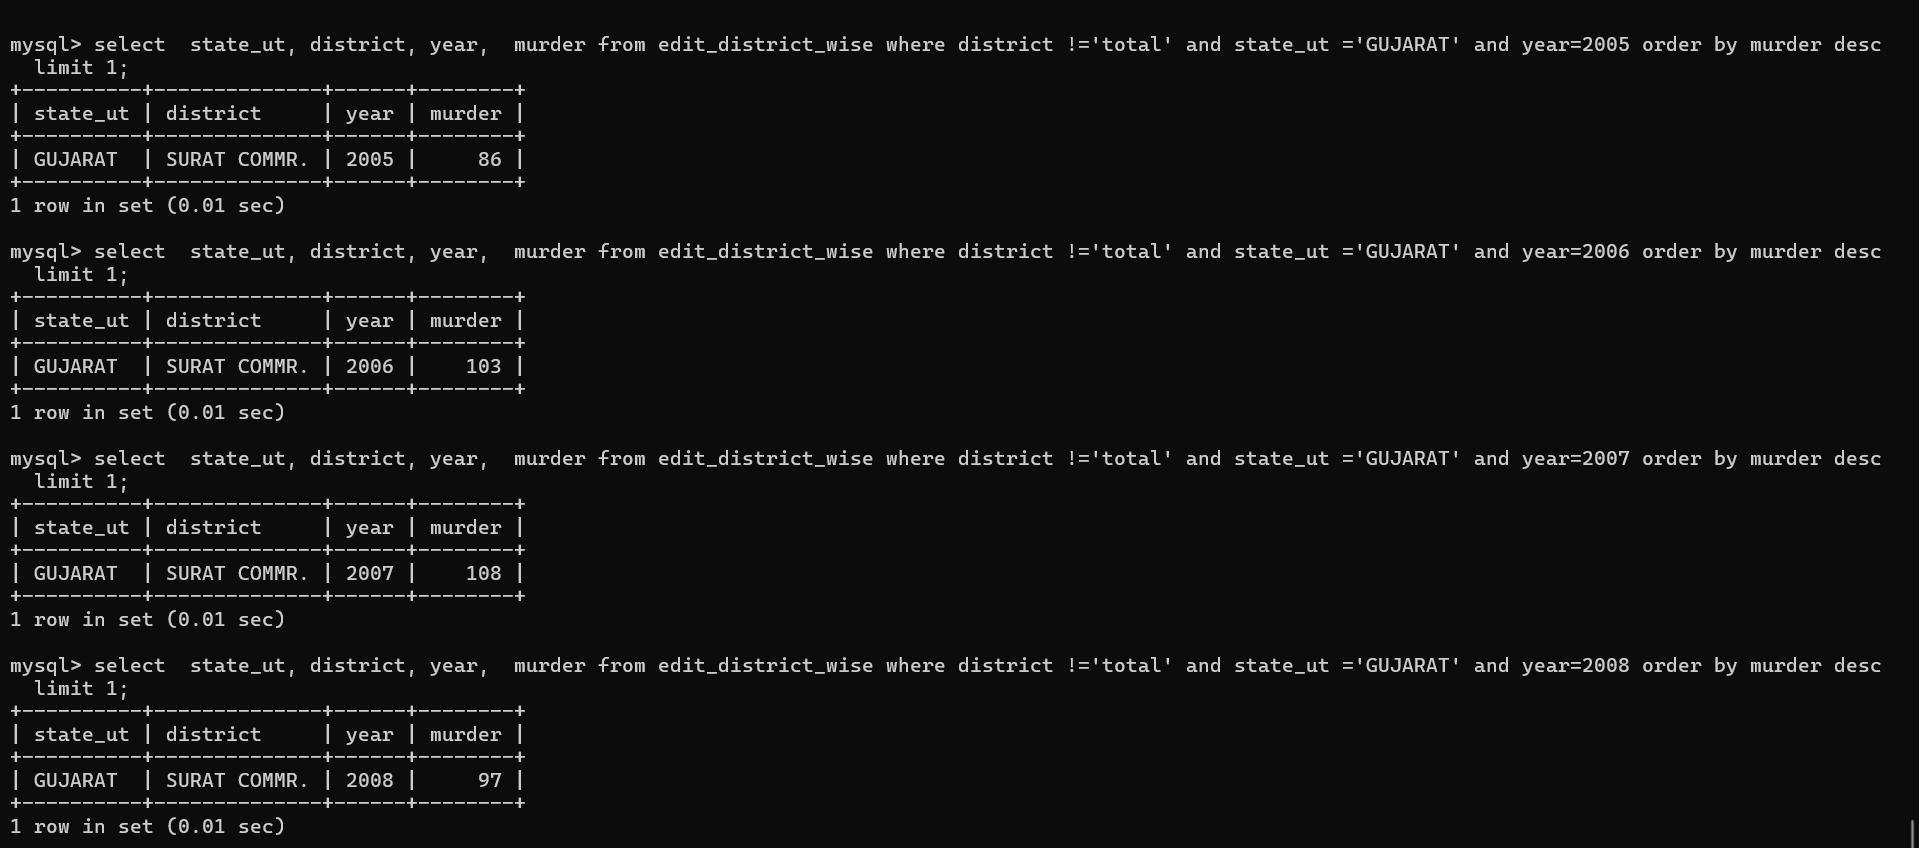 mysql> select  state_ut, district, year,  murder from edit_district_wise where district !='total' and state_ut ='GUJARAT' and year=2005 order by murder desc
  limit 1;
+----------+--------------+------+--------+
| state_ut | district     | year | murder |
+----------+--------------+------+--------+
| GUJARAT  | SURAT COMMR. | 2005 |     86 |
+----------+--------------+------+--------+
1 row in set (0.01 sec)

mysql> select  state_ut, district, year,  murder from edit_district_wise where district !='total' and state_ut ='GUJARAT' and year=2006 order by murder desc
  limit 1;
+----------+--------------+------+--------+
| state_ut | district     | year | murder |
+----------+--------------+------+--------+
| GUJARAT  | SURAT COMMR. | 2006 |    103 |
+----------+--------------+------+--------+
1 row in set (0.01 sec)

mysql> select  state_ut, district, year,  murder from edit_district_wise where district !='total' and state_ut ='GUJARAT' and year=2007 order by murder desc
  limit 1;
+----------+--------------+------+--------+
| state_ut | district     | year | murder |
+----------+--------------+------+--------+
| GUJARAT  | SURAT COMMR. | 2007 |    108 |
+----------+--------------+------+--------+
1 row in set (0.01 sec)

mysql> select  state_ut, district, year,  murder from edit_district_wise where district !='total' and state_ut ='GUJARAT' and year=2008 order by murder desc
  limit 1;
+----------+--------------+------+--------+
| state_ut | district     | year | murder |
+----------+--------------+------+--------+
| GUJARAT  | SURAT COMMR. | 2008 |     97 |
+----------+--------------+------+--------+
1 row in set (0.01 sec)